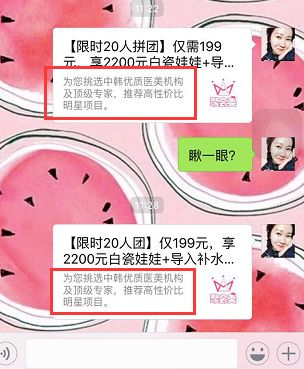 11:22
【限时20人拼团】仅需199
元，享2200元白瓷娃娃+导...
为您挑选中韩优质医美机构
及顶级专家，推荐高性价比
明星项目。
瞅一眼？
11:28
【限时20人团】仅199元，享
2200元白瓷娃娃+导入补水...
为您挑选中韩优质医美机构
及顶级专家，推荐高性价比
明星项目。